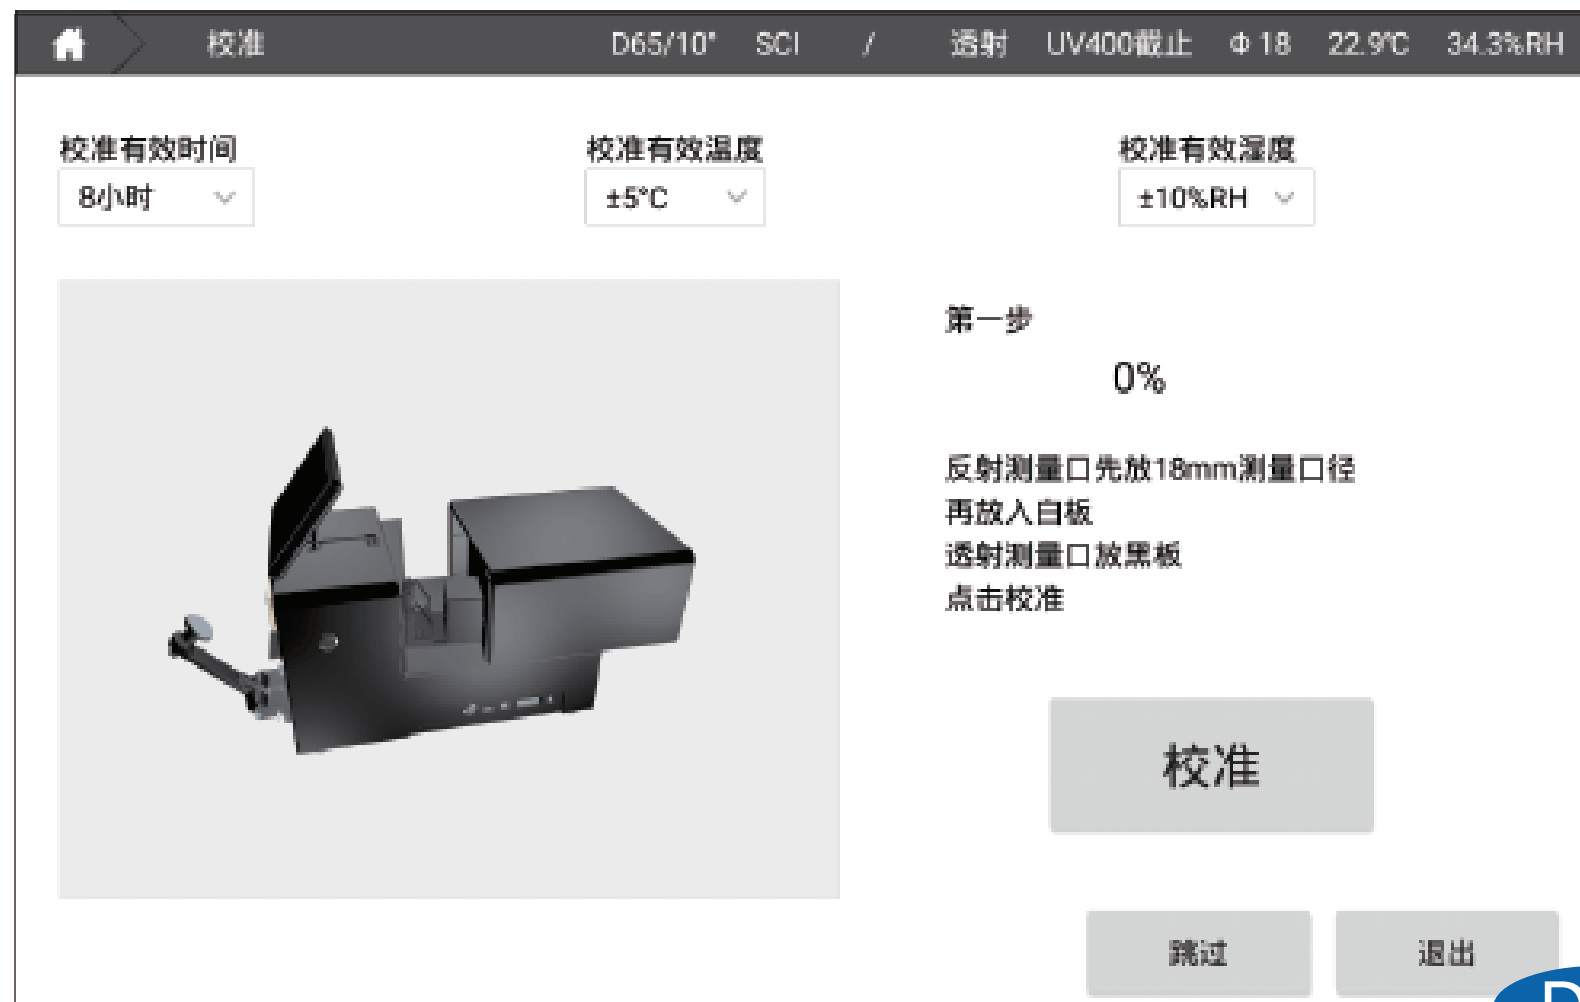 校准 D65/10° SCI / 透射 UV400截止 Φ 18 22.9℃ 34.3%RH
校准有效时间 校准有效温度 校准有效湿度
8小时 ±5°C ±10%RH
第一步
0%
反射测量口先放18mm测量口径
再放入白板
透射测量口放黑板
点击校准
校准
跳过 退出